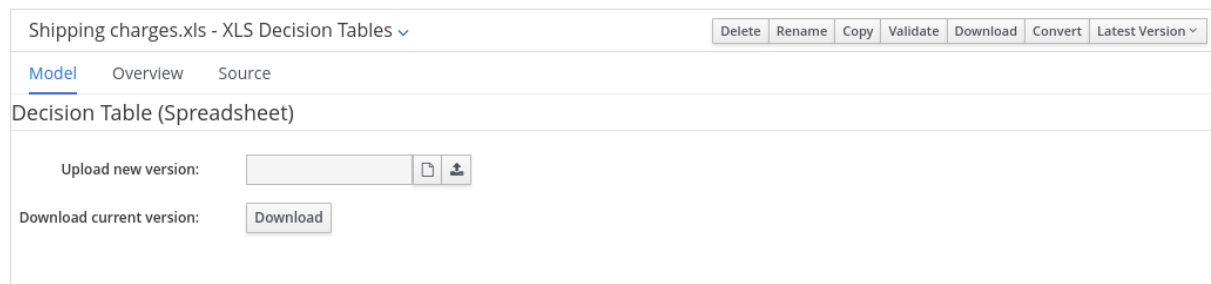 Shipping charges.xls - XLS Decision Tables
Delete Rename Copy Validate Download Convert Latest Version
Model Overview Source
Decision Table (Spreadsheet)
Upload new version:
Download current version: Download